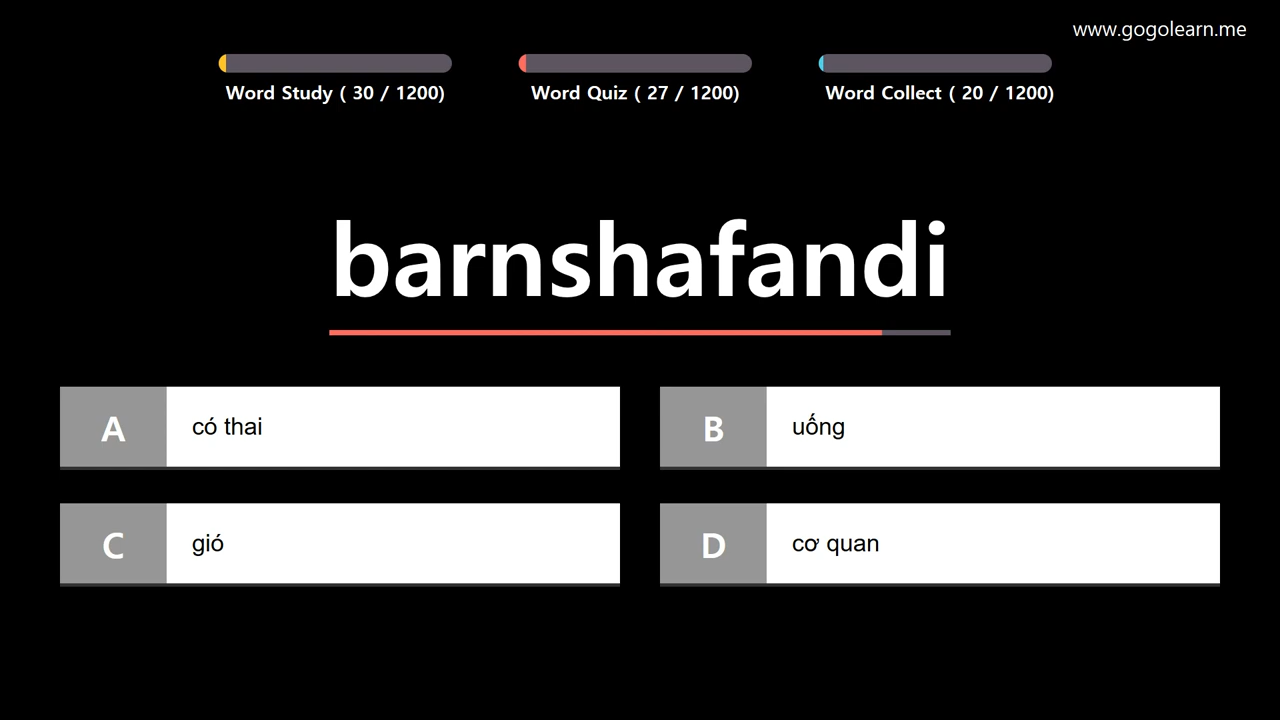 www.gogolearn.me
Word Study ( 30 / 1200)
Word Quiz ( 27 / 1200)
Word Collect ( 20 / 1200)
barnshafandi
A có thai
B uống
C gió
D cơ quan